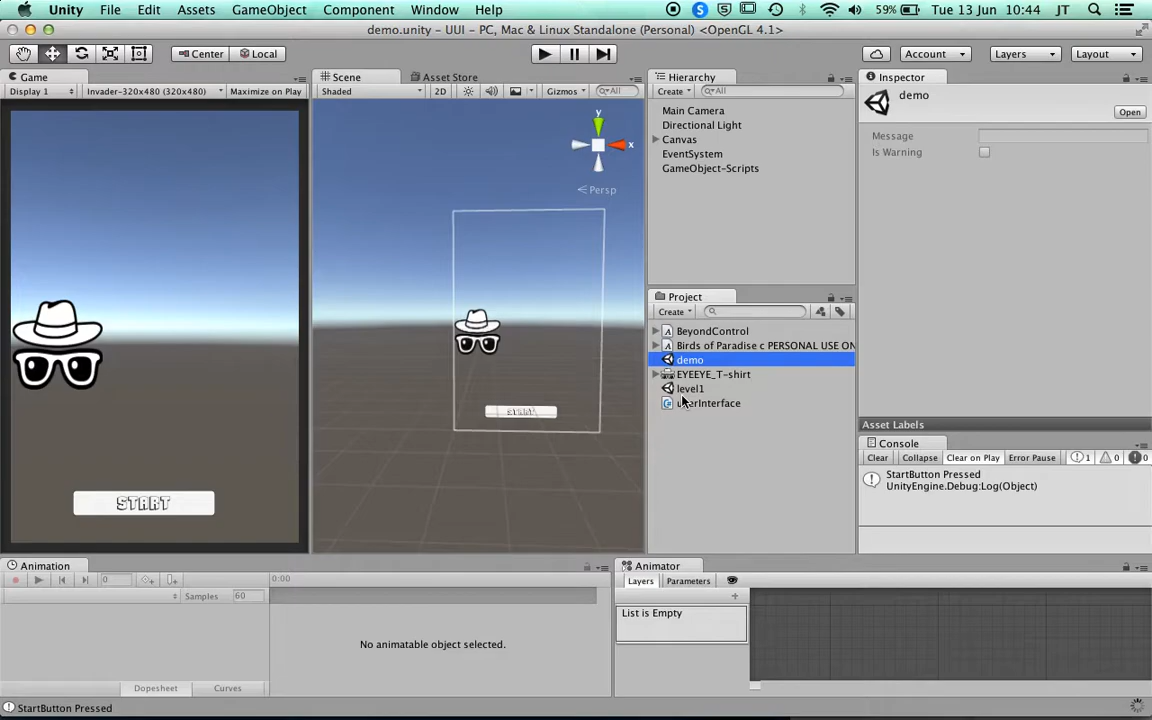 Unity File Edit Assets GameObject Component Window Help 59% Tue 13 Jun 10:44 JT
demo.unity - UUI - PC, Mac & Linux Standalone (Personal) <OpenGL 4.1>
Center Local Account Layers Layout
Game Scene Asset Store Hierarchy Inspector
Display 1 Invader-320x480 (320x480) Maximize on Play Shaded 2D Gizmos All Create All
demo
Open
Main Camera
Directional Light
Canvas
EventSystem
GameObject-Scripts
Message
Is Warning
y
x
Persp
Project
Create
BeyondControl
Birds of Paradise c PERSONAL USE ON
demo
EYEEYE_T-shirt
level1
START
START
Asset Labels
Console
Clear Collapse Clear on Play Error Pause 1 0 0
StartButton Pressed
UnityEngine.Debug:Log(Object)
Animation Animator
0 0:00 Layers Parameters
Samples 60
List is Empty
No animatable object selected.
Dopesheet Curves
StartButton Pressed